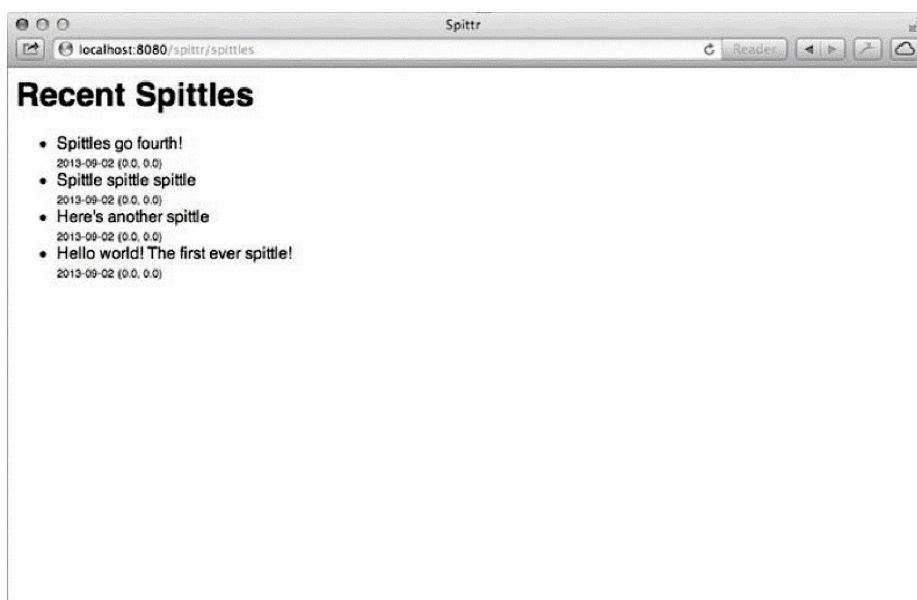 Spittr
localhost:8080/spittr/spittles
Reader
Recent Spittles
Spittles go fourth!
2013-09-02 (0.0, 0.0)
Spittle spittle spittle
2013-09-02 (0.0, 0.0)
Here's another spittle
2013-09-02 (0.0, 0.0)
Hello world! The first ever spittle!
2013-09-02 (0.0, 0.0)